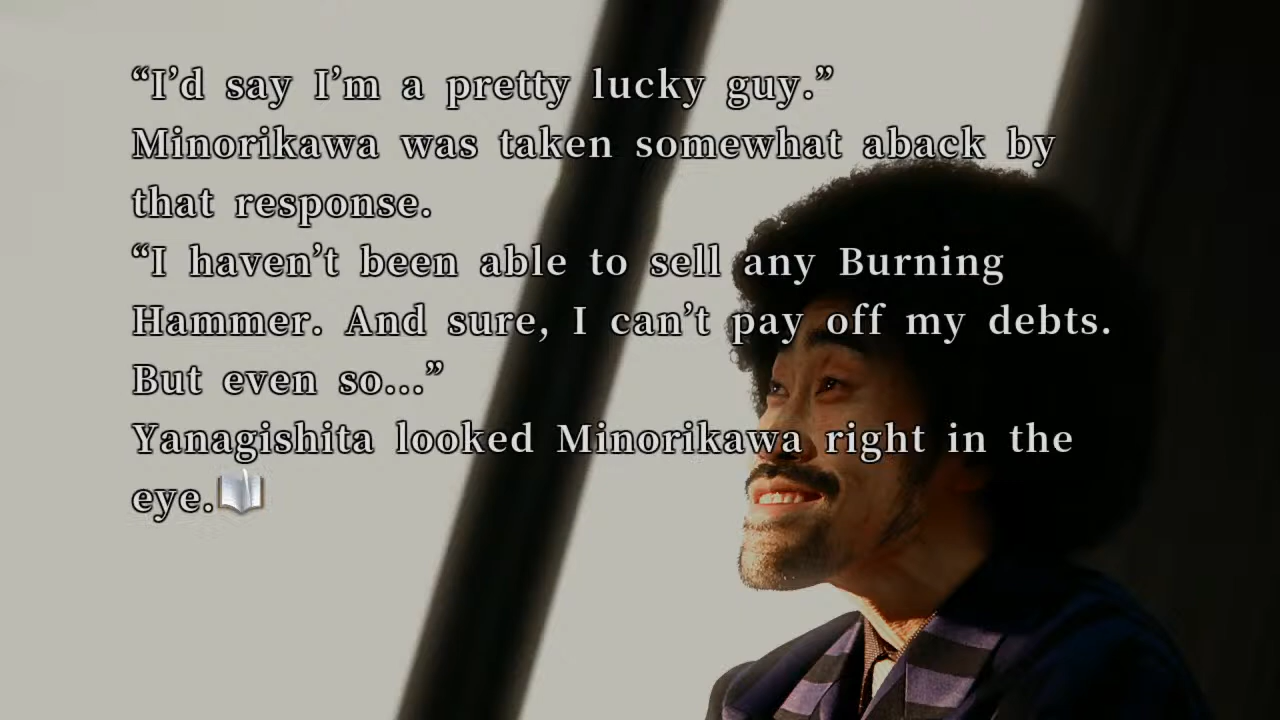 “I’d say I’m a pretty lucky guy.”
Minorikawa was taken somewhat aback by
that response.
“I haven’t been able to sell any Burning
Hammer. And sure, I can’t pay off my debts.
But even so...”
Yanagishita looked Minorikawa right in the
eye.